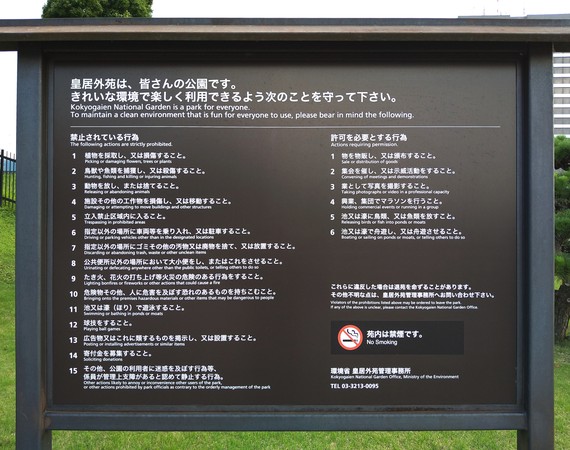 皇居外苑は、皆さんの公園です。
きれいな環境で楽しく利用できるよう次のことを守って下さい。
Kokyogaien National Garden is a park for everyone.
To maintain a clean environment that is fun for everyone to use, please bear in mind the following.
禁止されている行為
The following actions are strictly prohibited.
1 植物を採取し、又は損傷すること。
Picking or damaging flowers, trees or plants
2 鳥獣や魚類を捕獲し、又は殺傷すること。
Hunting, fishing and killing or injuring animals
3 動物を放し、または捨てること。
Releasing or abandoning animals
4 施設その他の工作物を損傷し、又は移動すること。
Damaging or attempting to move buildings and other structures
5 立入禁止区域内に入ること。
Trespassing in prohibited areas
6 指定以外の場所に車両等を乗り入れ、又は駐車すること。
Driving or parking vehicles other than in the designated locations
7 指定以外の場所にゴミその他の汚物又は廃物を捨て、又は放置すること。
Discarding or abandoning trash, waste or other unclean items
8 公共便所以外の場所において大小便をし、またはこれをさせること。
Urinating or defecating anywhere other than the public toilets, or telling others to do so
9 たき火、花火の打ち上げ等火災の危険のある行為をすること。
Lighting bonfires or fireworks or other actions that could cause a fire
10 危険物その他、人に危害を及ぼす恐れのあるものを持ちこむこと。
Bringing onto the premises hazardous materials or other items that may be dangerous to people
11 池又は濠（ほり）で遊泳すること。
Swimming or bathing in ponds or moats
12 球技をすること。
Playing ball games
13 広告物又はこれに類するものを掲示し、又は設置すること。
Posting or installing advertisements or similar items
14 寄付金を募集すること。
Soliciting donations
15 その他、公園の利用者に迷惑を及ぼす行為等、
係員が管理上支障があると認めて静止する行為。
Other actions likely to annoy or inconvenience other users of the park,
or other actions prohibited by park officials as contrary to the orderly management of the park
許可を必要とする行為
Actions requiring permission.
1 物を物販し、又は頒布すること。
Sale or distribution of goods
2 集会を催し、又は示威活動をすること。
Convening of meetings and demonstrations
3 業として写真を撮影すること。
Taking photographs or video in a professional capacity
4 興業、集団でマラソンを行うこと。
Holding commercial events or running in a group
5 池又は濠に鳥類、又は魚類を放すこと。
Releasing birds or fish into ponds or moats
6 池又は濠で舟遊し、又は舟遊させること。
Boating or sailing on ponds or moats, or telling others to do so
これらに違反した場合は退苑を命ずることがあります。
その他不明な点は、皇居外苑管理事務所へお問い合わせ下さい。
Violators of the prohibitions listed above may be ordered to leave the park.
If any of the above is unclear, please contact the Kokyogaien National Garden Office.
苑内は禁煙です。
No Smoking
環境省 皇居外苑管理事務所
Kokyogaien National Garden Office, Ministry of the Environment
TEL 03-3213-0095